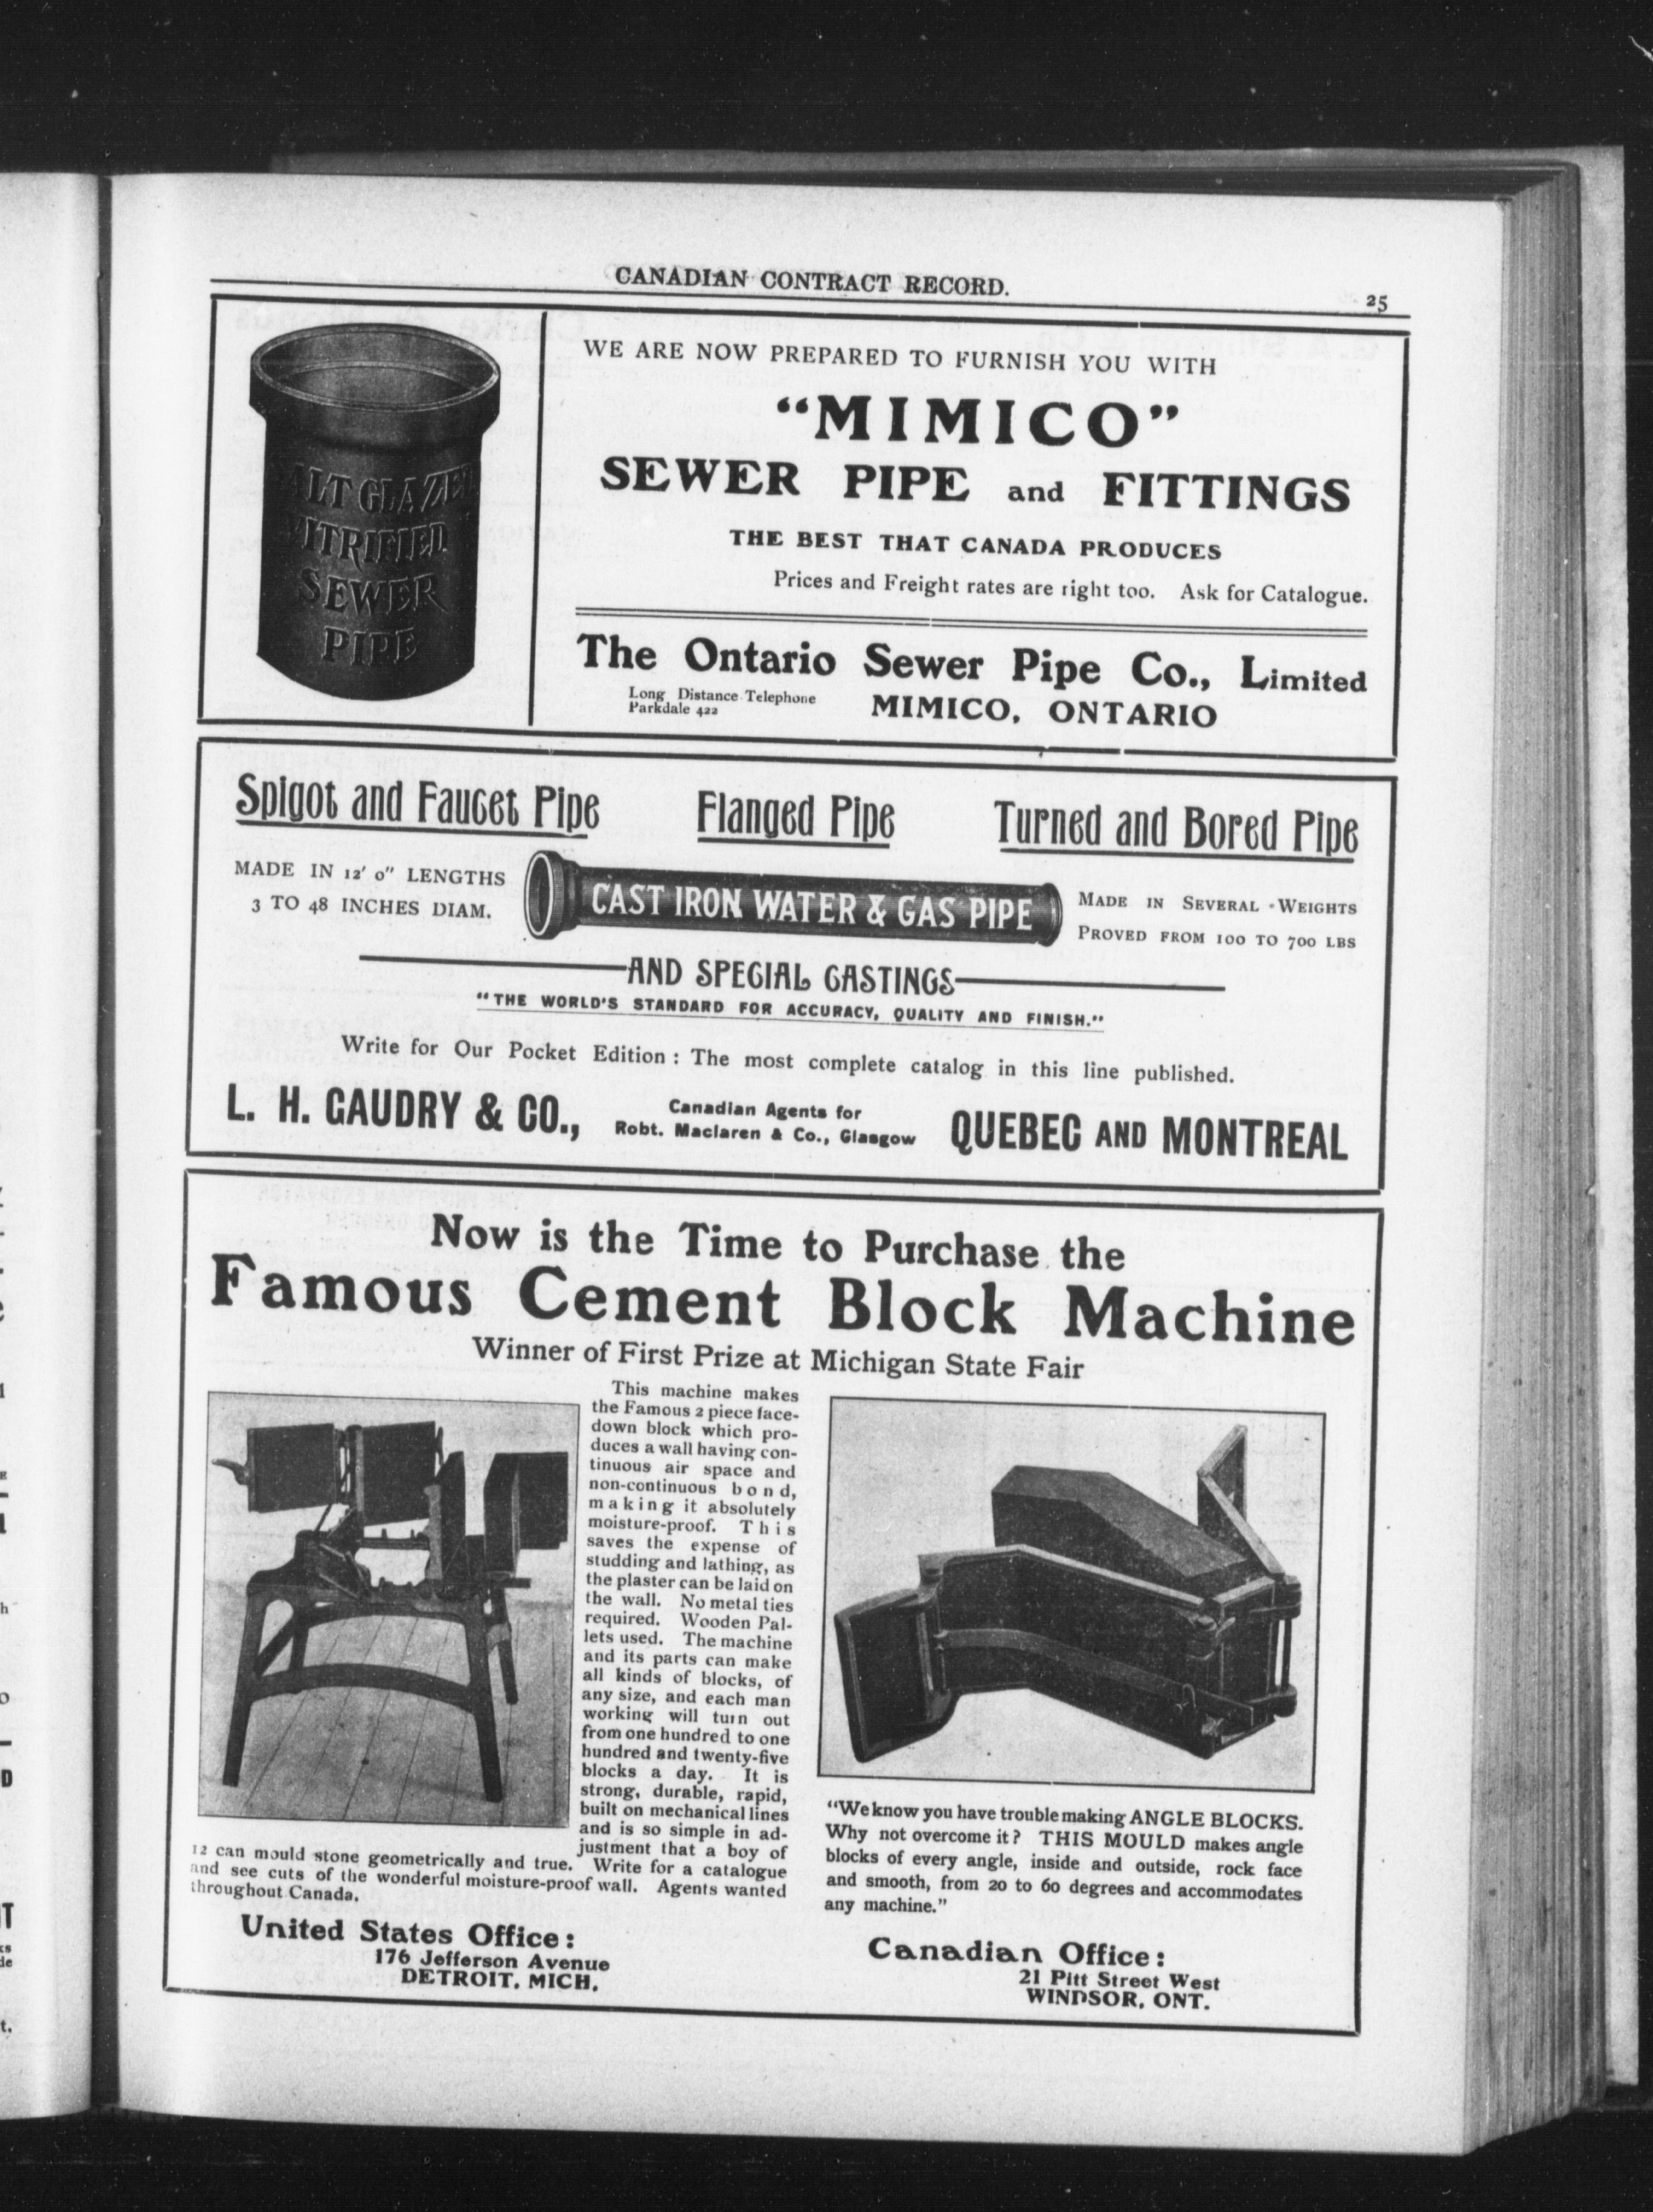 CANADIAN CONTRACT RECORD.
25
ALT GLAZE
VITRIFIED
SEWER
PIPE
WE ARE NOW PREPARED TO FURNISH YOU WITH
“MIMICO”
SEWER PIPE and FITTINGS
THE BEST THAT CANADA PRODUCES
Prices and Freight rates are right too. Ask for Catalogue.
The Ontario Sewer Pipe Co., Limited
Long Distance Telephone
Parkdale 422
MIMICO, ONTARIO
Spigot and Faucet Pipe Flanged Pipe Turned and Bored Pipe
MADE IN 12' 0" LENGTHS
3 TO 48 INCHES DIAM.
CAST IRON WATER & GAS PIPE
MADE IN SEVERAL WEIGHTS
PROVED FROM 100 TO 700 LBS
AND SPECIAL CASTINGS
“THE WORLD'S STANDARD FOR ACCURACY, QUALITY AND FINISH.”
Write for Our Pocket Edition : The most complete catalog in this line published.
L. H. GAUDRY & CO.,
Canadian Agents for
Robt. Maclaren & Co., Glasgow
QUEBEC AND MONTREAL
Now is the Time to Purchase the
Famous Cement Block Machine
Winner of First Prize at Michigan State Fair
This machine makes
the Famous 2 piece face-
down block which pro-
duces a wall having con-
tinuous air space and
non-continuous bond,
making it absolutely
moisture-proof. This
saves the expense of
studding and lathing, as
the plaster can be laid on
the wall. No metal ties
required. Wooden Pal-
lets used. The machine
and its parts can make
all kinds of blocks, of
any size, and each man
working will turn out
from one hundred to one
hundred and twenty-five
blocks a day. It is
strong, durable, rapid,
built on mechanical lines
and is so simple in ad-
justment that a boy of
12 can mould stone geometrically and true. Write for a catalogue
and see cuts of the wonderful moisture-proof wall. Agents wanted
throughout Canada.
United States Office:
176 Jefferson Avenue
DETROIT, MICH.
“We know you have trouble making ANGLE BLOCKS.
Why not overcome it? THIS MOULD makes angle
blocks of every angle, inside and outside, rock face
and smooth, from 20 to 60 degrees and accommodates
any machine.”
Canadian Office:
21 Pitt Street West
WINDSOR, ONT.